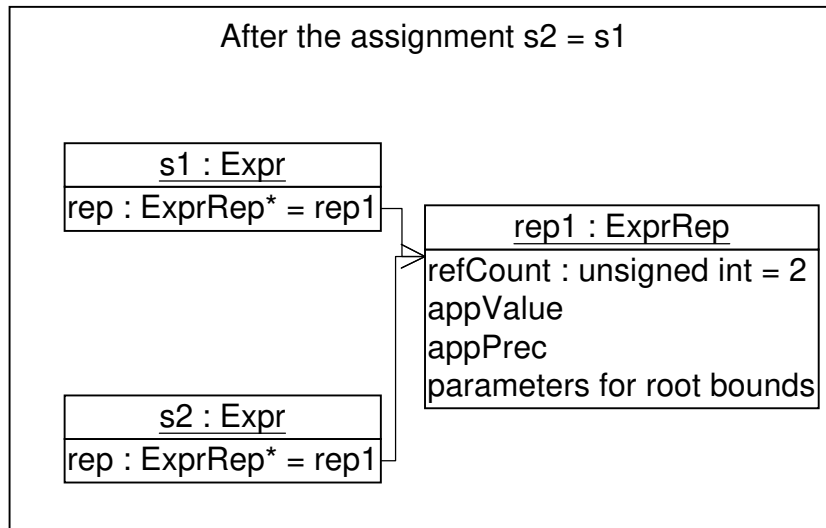 After the assignment s2 = s1
s1 : Expr
rep : ExprRep* = rep1
rep1 : ExprRep
refCount : unsigned int = 2
appValue
appPrec
parameters for root bounds
s2 : Expr
rep : ExprRep* = rep1